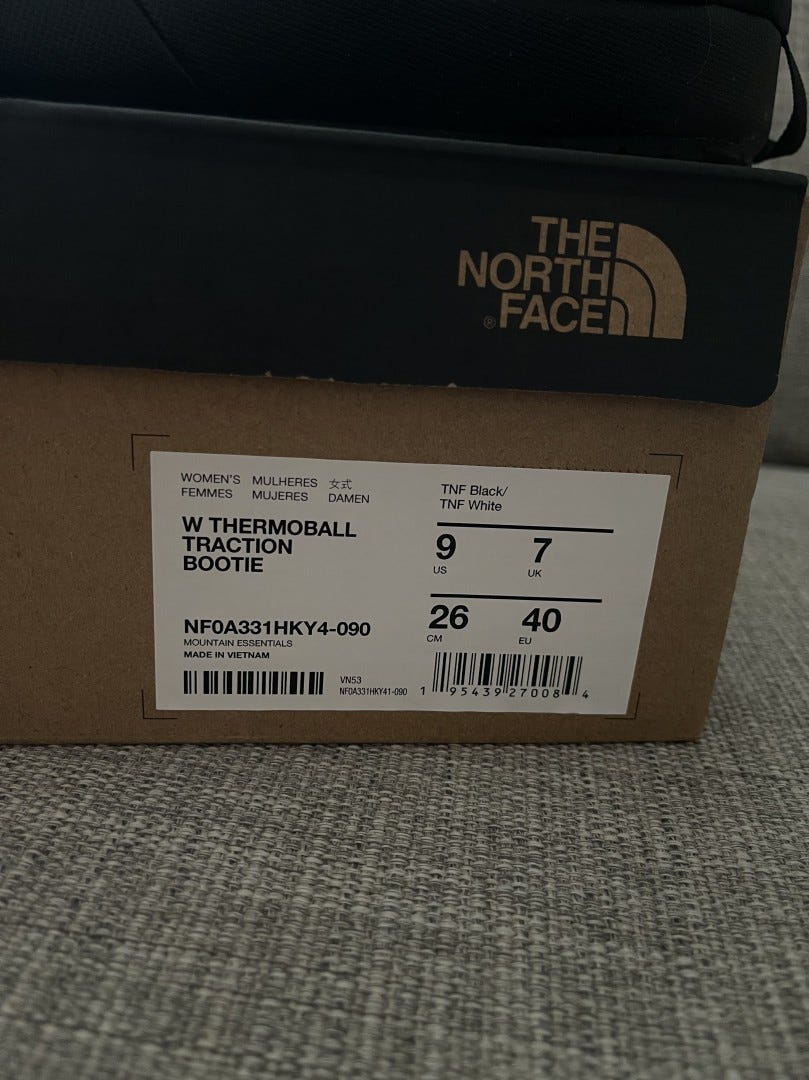 THE
NORTH
FACE
®
WOMEN'S MULHERES 女式
FEMMES MUJERES DAMEN
W THERMOBALL
TRACTION
BOOTIE
NF0A331HKY4-090
MOUNTAIN ESSENTIALS
MADE IN VIETNAM
VN53
NF0A331HKY41-090
TNF Black/
TNF White
9 7
US UK
26 40
CM EU
1 95439 27008 4